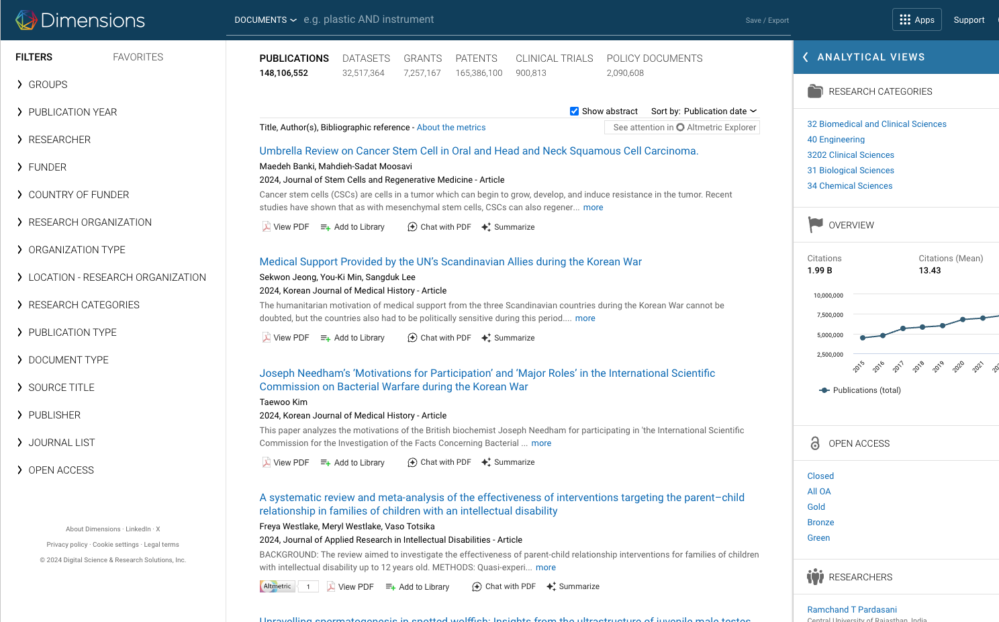 Dimensions
DOCUMENTS
e.g. plastic AND instrument
Save / Export
Apps
Support
FILTERS
FAVORITES
GROUPS
PUBLICATION YEAR
RESEARCHER
FUNDER
COUNTRY OF FUNDER
RESEARCH ORGANIZATION
ORGANIZATION TYPE
LOCATION - RESEARCH ORGANIZATION
RESEARCH CATEGORIES
PUBLICATION TYPE
DOCUMENT TYPE
SOURCE TITLE
PUBLISHER
JOURNAL LIST
OPEN ACCESS
About Dimensions · LinkedIn · X
Privacy policy · Cookie settings · Legal terms
© 2024 Digital Science & Research Solutions, Inc.
PUBLICATIONS
148,106,552
DATASETS
32,517,364
GRANTS
7,257,167
PATENTS
165,386,100
CLINICAL TRIALS
900,813
POLICY DOCUMENTS
2,090,608
Show abstract
Sort by: Publication date
Title, Author(s), Bibliographic reference - About the metrics
See attention in Altmetric Explorer
Umbrella Review on Cancer Stem Cell in Oral and Head and Neck Squamous Cell Carcinoma.
Maedeh Banki, Mahdieh-Sadat Moosavi
2024, Journal of Stem Cells and Regenerative Medicine - Article
Cancer stem cells (CSCs) are cells in a tumor which can begin to grow, develop, and induce resistance in the tumor. Recent
studies have shown that as with mesenchymal stem cells, CSCs can also regener... more
View PDF Add to Library Chat with PDF Summarize
Medical Support Provided by the UN’s Scandinavian Allies during the Korean War
Sekwon Jeong, You-Ki Min, Sangduk Lee
2024, Korean Journal of Medical History - Article
The humanitarian motivation of medical support from the three Scandinavian countries during the Korean War cannot be
doubted, but the countries also had to be politically sensitive during this period.... more
View PDF Add to Library Chat with PDF Summarize
Joseph Needham’s ‘Motivations for Participation’ and ‘Major Roles’ in the International Scientific
Commission on Bacterial Warfare during the Korean War
Taewoo Kim
2024, Korean Journal of Medical History - Article
This paper analyzes the motivations of the British biochemist Joseph Needham for participating in 'the International Scientific
Commission for the Investigation of the Facts Concerning Bacterial ... more
View PDF Add to Library Chat with PDF Summarize
A systematic review and meta-analysis of the effectiveness of interventions targeting the parent–child
relationship in families of children with an intellectual disability
Freya Westlake, Meryl Westlake, Vaso Totsika
2024, Journal of Applied Research in Intellectual Disabilities - Article
BACKGROUND: The review aimed to investigate the effectiveness of parent-child relationship interventions for families of children
with intellectual disability up to 12 years old. METHODS: Quasi-experi... more
Altmetric 1 View PDF Add to Library Chat with PDF Summarize
Unravelling spermatogenesis in spotted wolffish: Insights from the ultrastructure of juvenile male testes
ANALYTICAL VIEWS
RESEARCH CATEGORIES
32 Biomedical and Clinical Sciences
40 Engineering
3202 Clinical Sciences
31 Biological Sciences
34 Chemical Sciences
OVERVIEW
Citations
1.99 B
Citations (Mean)
13.43
10,000,000
7,500,000
5,000,000
2,500,000
2015
2016
2017
2018
2019
2020
2021
Publications (total)
OPEN ACCESS
Closed
All OA
Gold
Bronze
Green
RESEARCHERS
Ramchand T Pardasani
Central University of Rajasthan, India